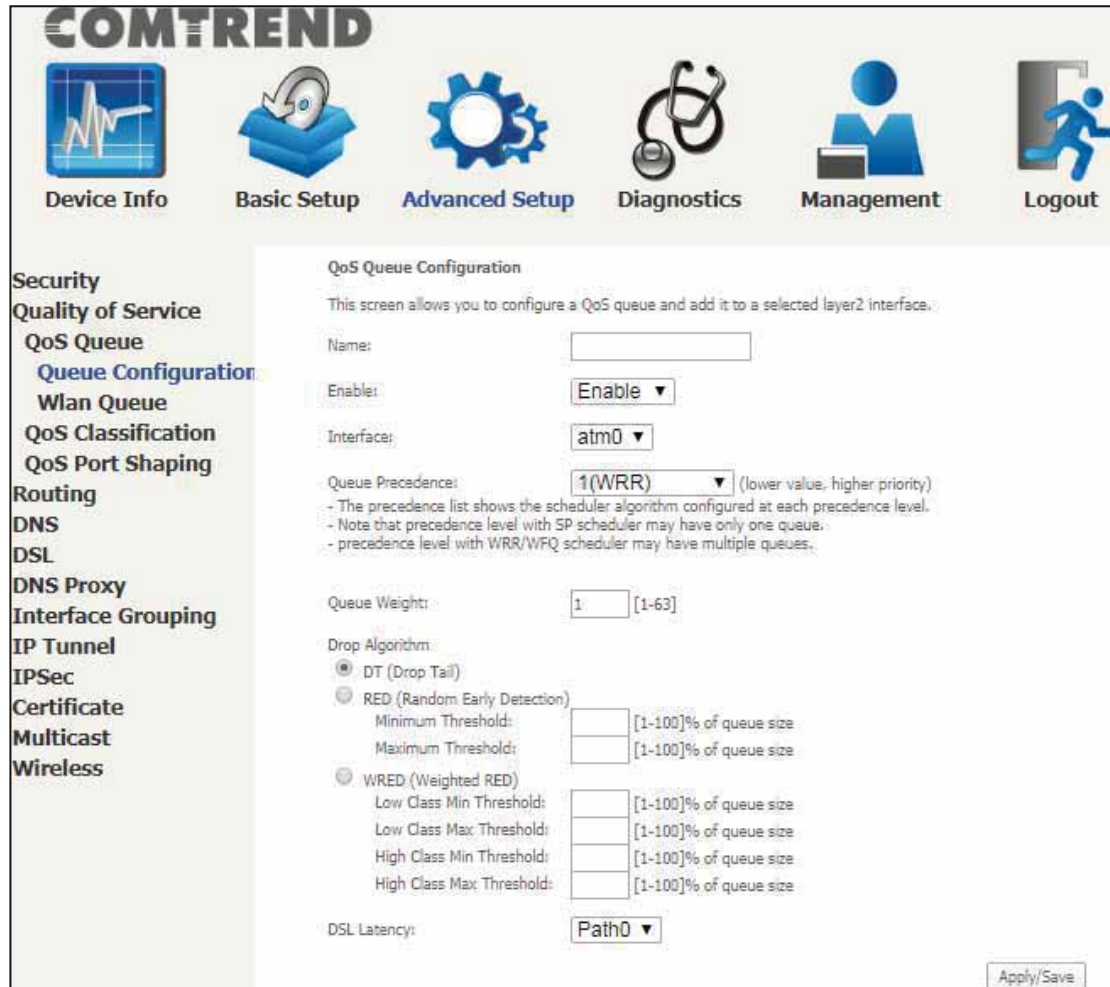 COMTREND
Device Info
Basic Setup
Advanced Setup
Diagnostics
Management
Logout
Security
Quality of Service
QoS Queue
Queue Configuration
Wlan Queue
QoS Classification
QoS Port Shaping
Routing
DNS
DSL
DNS Proxy
Interface Grouping
IP Tunnel
IPSec
Certificate
Multicast
Wireless
QoS Queue Configuration
This screen allows you to configure a QoS queue and add it to a selected layer2 interface.
Name:
Enable: Enable
Interface: atm0
Queue Precedence: 1(WRR) (lower value, higher priority)
- The precedence list shows the scheduler algorithm configured at each precedence level.
- Note that precedence level with SP scheduler may have only one queue.
- precedence level with WRR/WFQ scheduler may have multiple queues.
Queue Weight: 1 [1-63]
Drop Algorithm
DT (Drop Tail)
RED (Random Early Detection)
Minimum Threshold: [1-100]% of queue size
Maximum Threshold: [1-100]% of queue size
WRED (Weighted RED)
Low Class Min Threshold: [1-100]% of queue size
Low Class Max Threshold: [1-100]% of queue size
High Class Min Threshold: [1-100]% of queue size
High Class Max Threshold: [1-100]% of queue size
DSL Latency: Path0
Apply/Save